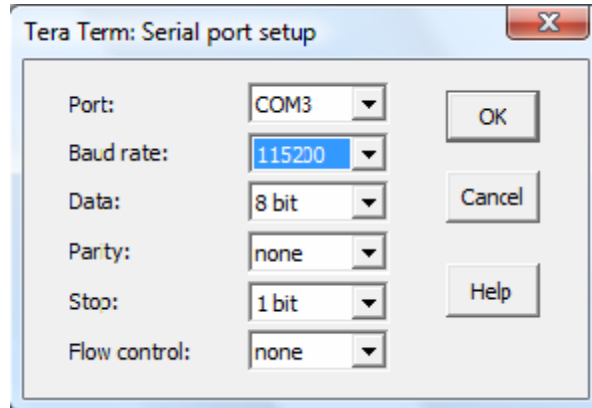 Tera Term: Serial port setup
Port: COM3 OK
Baud rate: 115200
Data: 8 bit Cancel
Parity: none
Stop: 1 bit Help
Flow control: none